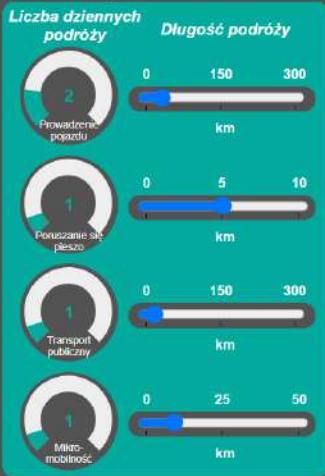 Liczba dziennych
podróży
Długość podróży
2
Prowadzenie
pojazdu
0 150 300
km
1
Poruszanie się
pieszo
0 5 10
km
1
Transport
publiczny
0 150 300
km
1
Mikro-
mobilność
0 25 50
km